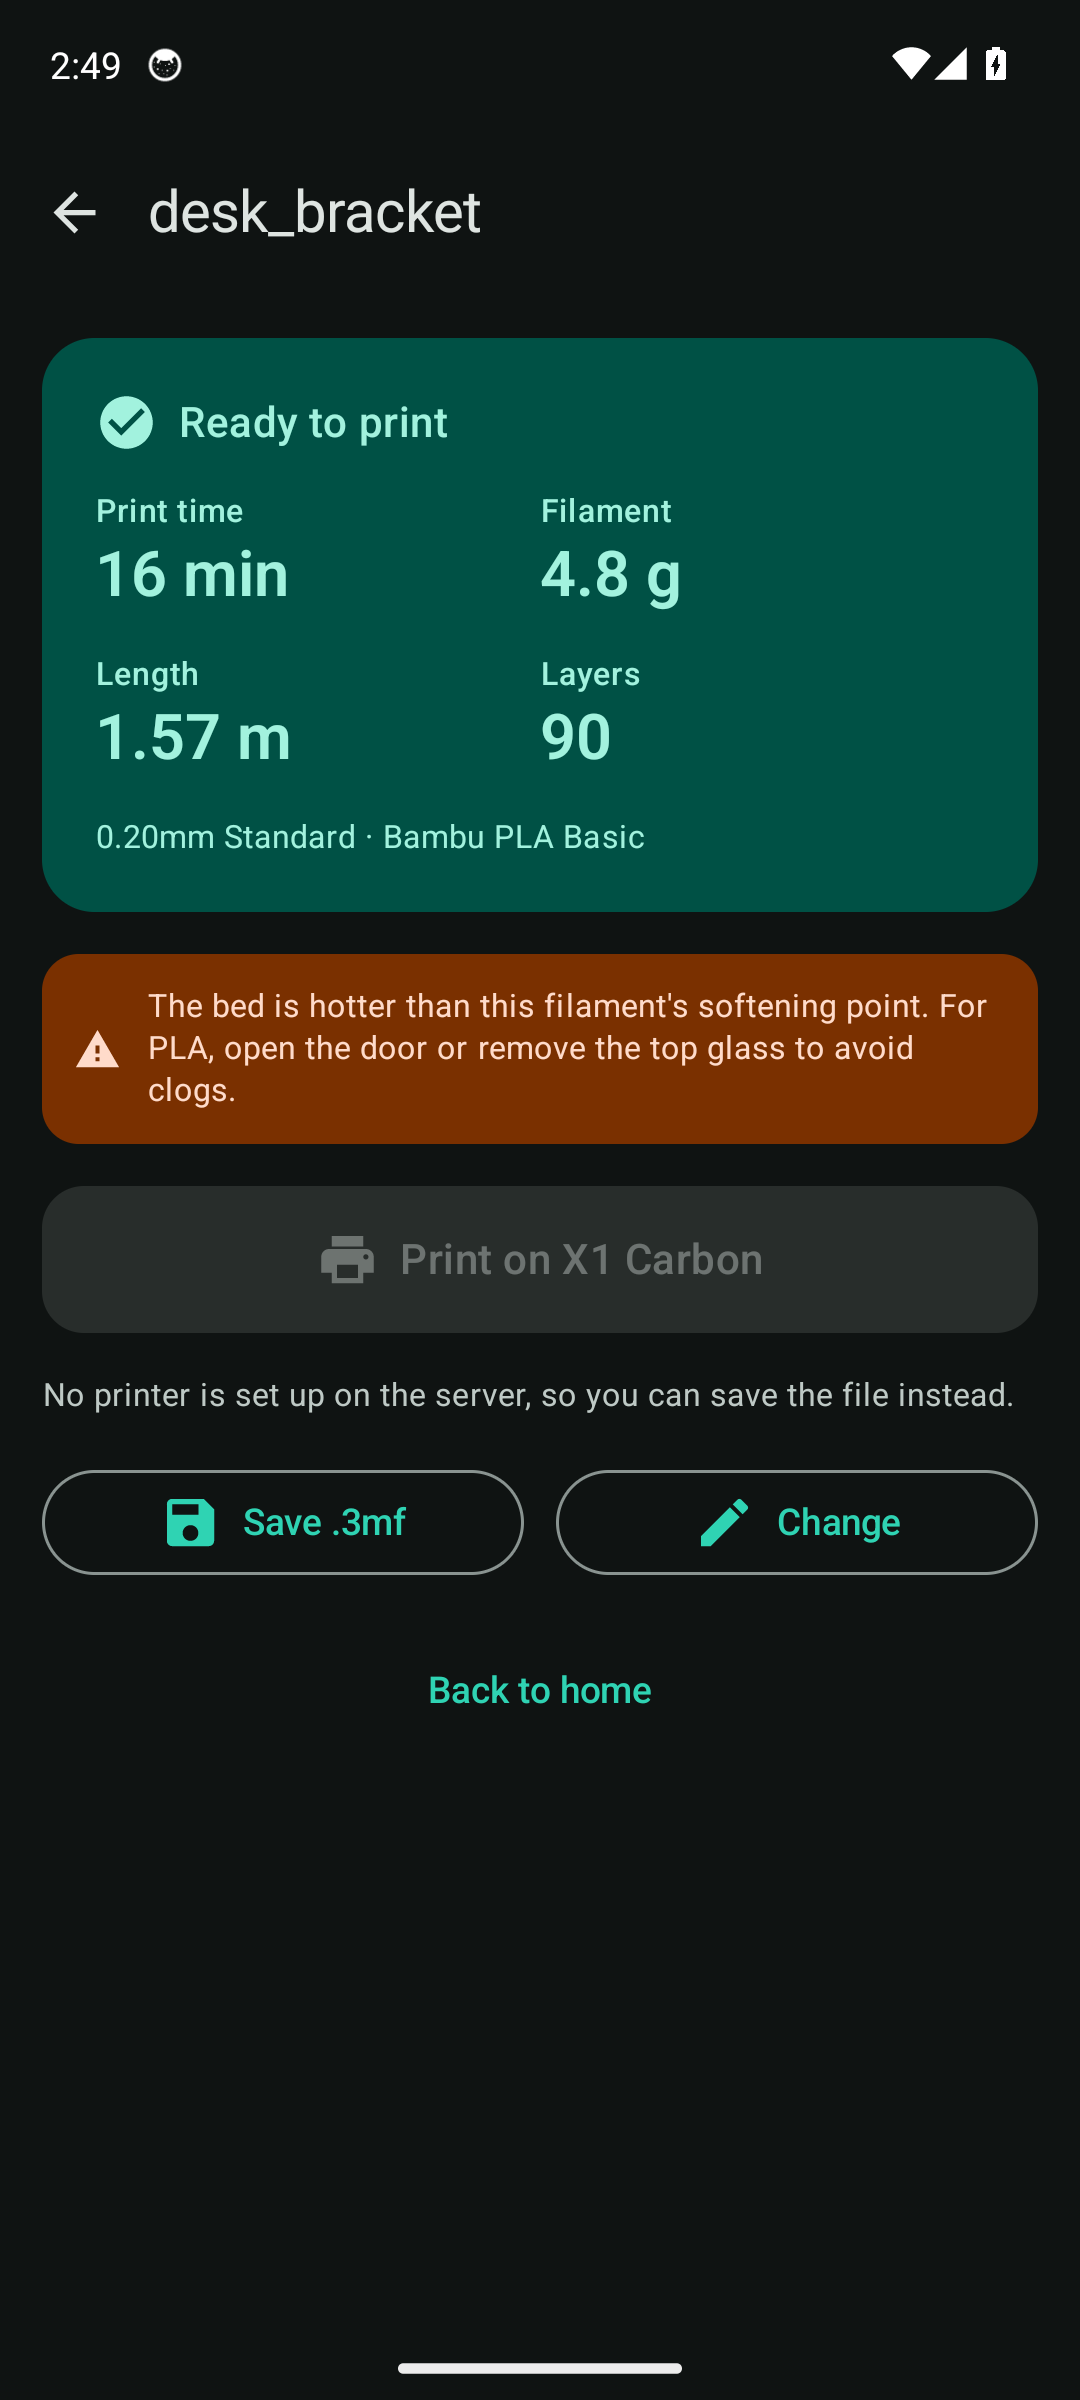 2:49
desk_bracket
Ready to print
Print time
16 min
Filament
4.8 g
Length
1.57 m
Layers
90
0.20mm Standard · Bambu PLA Basic
The bed is hotter than this filament's softening point. For
PLA, open the door or remove the top glass to avoid
clogs.
Print on X1 Carbon
No printer is set up on the server, so you can save the file instead.
Save .3mf
Change
Back to home